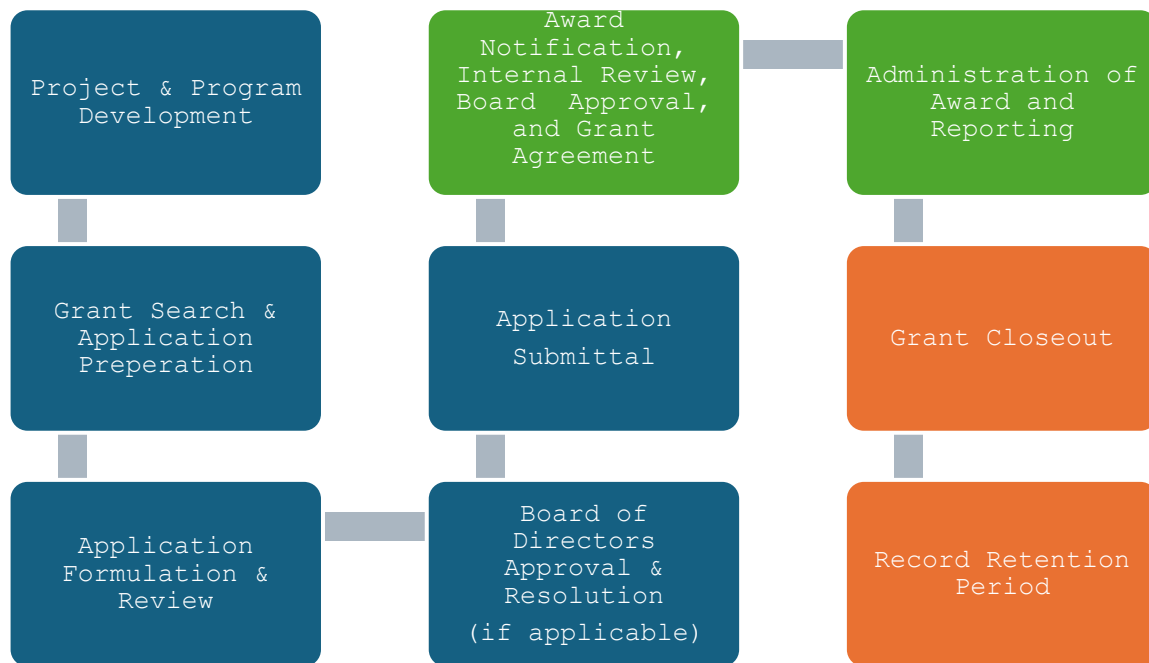 Project & Program
Development
Grant Search &
Application
Preperation
Application
Formulation &
Review
Board of
Directors
Approval &
Resolution
(if applicable)
Application
Submittal
Award
Notification,
Internal Review,
Board Approval,
and Grant
Agreement
Administration of
Award and
Reporting
Grant Closeout
Record Retention
Period